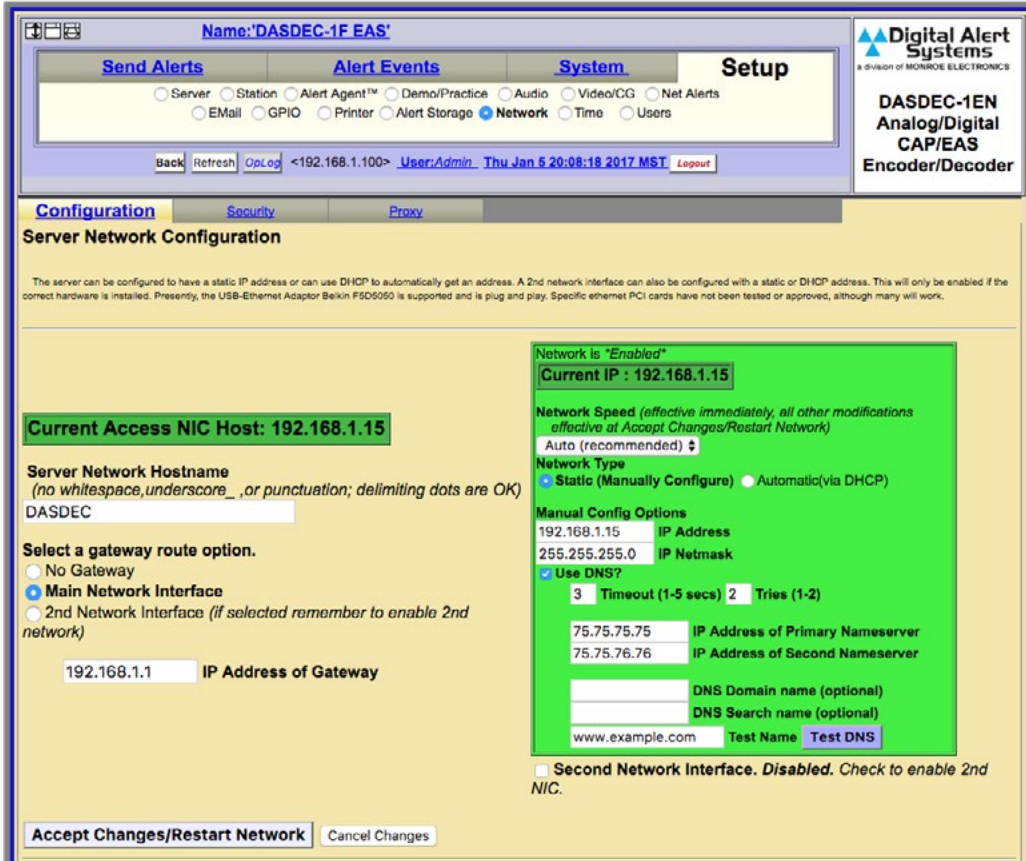 Name:'DASDEC-1F EAS'
Send Alerts Alert Events System Setup
Server Station Alert Agent™ Demo/Practice Audio Video/CG Net Alerts
EMail GPIO Printer Alert Storage Network Time Users
Back Refresh OpLog <192.168.1.100> User:Admin Thu Jan 5 20:08:18 2017 MST Logout
Digital Alert
Systems
a division of MONROE ELECTRONICS
DASDEC-1EN
Analog/Digital
CAP/EAS
Encoder/Decoder
Configuration Security Proxy
Server Network Configuration
The server can be configured to have a static IP address or can use DHCP to automatically get an address. A 2nd network interface can also be configured with a static or DHCP address. This will only be enabled if the
correct hardware is installed. Presently, the USB-Ethernet Adaptor Belkin F5D5050 is supported and is plug and play. Specific ethernet PCI cards have not been tested or approved, although many will work.
Current Access NIC Host: 192.168.1.15
Server Network Hostname
(no whitespace,underscore_ ,or punctuation; delimiting dots are OK)
DASDEC
Select a gateway route option.
No Gateway
Main Network Interface
2nd Network Interface (if selected remember to enable 2nd
network)
192.168.1.1 IP Address of Gateway
Network is *Enabled*
Current IP : 192.168.1.15
Network Speed (effective immediately, all other modifications
effective at Accept Changes/Restart Network)
Auto (recommended)
Network Type
Static (Manually Configure) Automatic(via DHCP)
Manual Config Options
192.168.1.15 IP Address
255.255.255.0 IP Netmask
Use DNS?
3 Timeout (1-5 secs) 2 Tries (1-2)
75.75.75.75 IP Address of Primary Nameserver
75.75.76.76 IP Address of Second Nameserver
DNS Domain name (optional)
DNS Search name (optional)
www.example.com Test Name Test DNS
Second Network Interface. Disabled. Check to enable 2nd
NIC.
Accept Changes/Restart Network Cancel Changes